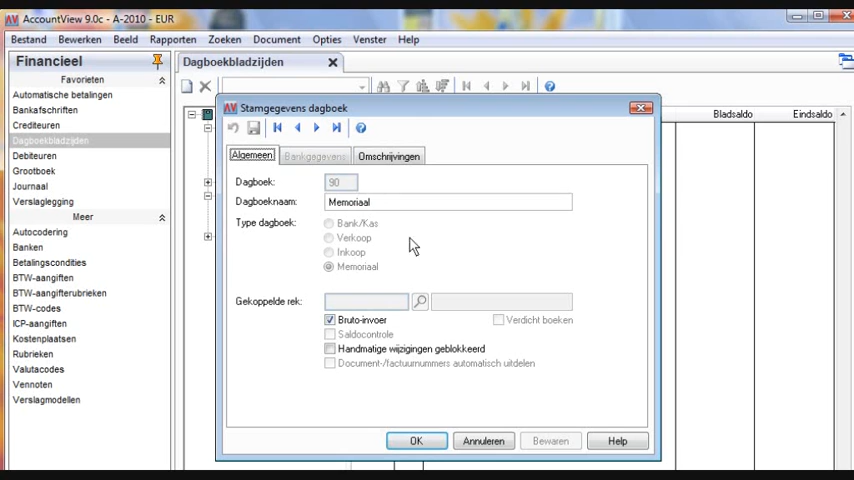 AccountView 9.0c - A-2010 - EUR
Bestand Bewerken Beeld Rapporten Zoeken Document Opties Venster Help
Financieel
Favorieten
Automatische betalingen
Bankafschriften
Crediteuren
Dagboekbladzijden
Debiteuren
Grootboek
Journaal
Verslaglegging
Meer
Autocodering
Banken
Betalingscondities
BTW-aangiften
BTW-aangifterubrieken
BTW-codes
ICP-aangiften
Kostenplaatsen
Rubrieken
Valutacodes
Vennoten
Verslagmodellen
Dagboekbladzijden
Bladsaldo Eindsaldo
Stamgegevens dagboek
Algemeen Bankgegevens Omschrijvingen
Dagboek: 90
Dagboeknaam: Memoriaal
Type dagboek: Bank/Kas
Verkoop
Inkoop
Memoriaal
Gekoppelde rek:
Bruto-invoer Verdicht boeken
Saldocontrole
Handmatige wijzigingen geblokkeerd
Document-/factuurnummers automatisch uitdelen
OK Annuleren Bewaren Help